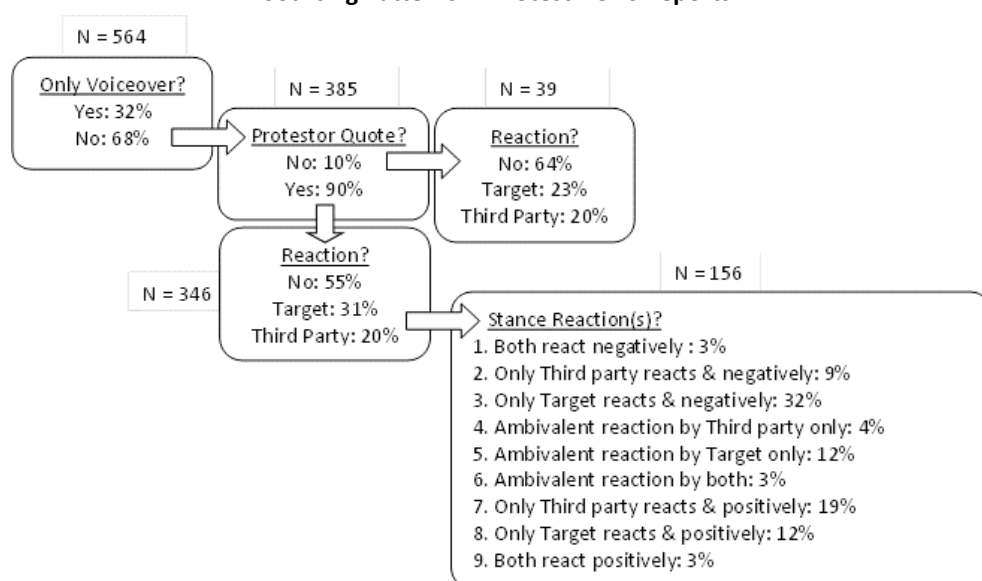 N = 564
Only Voiceover?
Yes: 32%
No: 68%
N = 385
Protestor Quote?
No: 10%
Yes: 90%
N = 39
Reaction?
No: 64%
Target: 23%
Third Party: 20%
N = 346
Reaction?
No: 55%
Target: 31%
Third Party: 20%
N = 156
Stance Reaction(s)?
1. Both react negatively : 3%
2. Only Third party reacts & negatively: 9%
3. Only Target reacts & negatively: 32%
4. Ambivalent reaction by Third party only: 4%
5. Ambivalent reaction by Target only: 12%
6. Ambivalent reaction by both: 3%
7. Only Third party reacts & positively: 19%
8. Only Target reacts & positively: 12%
9. Both react positively: 3%